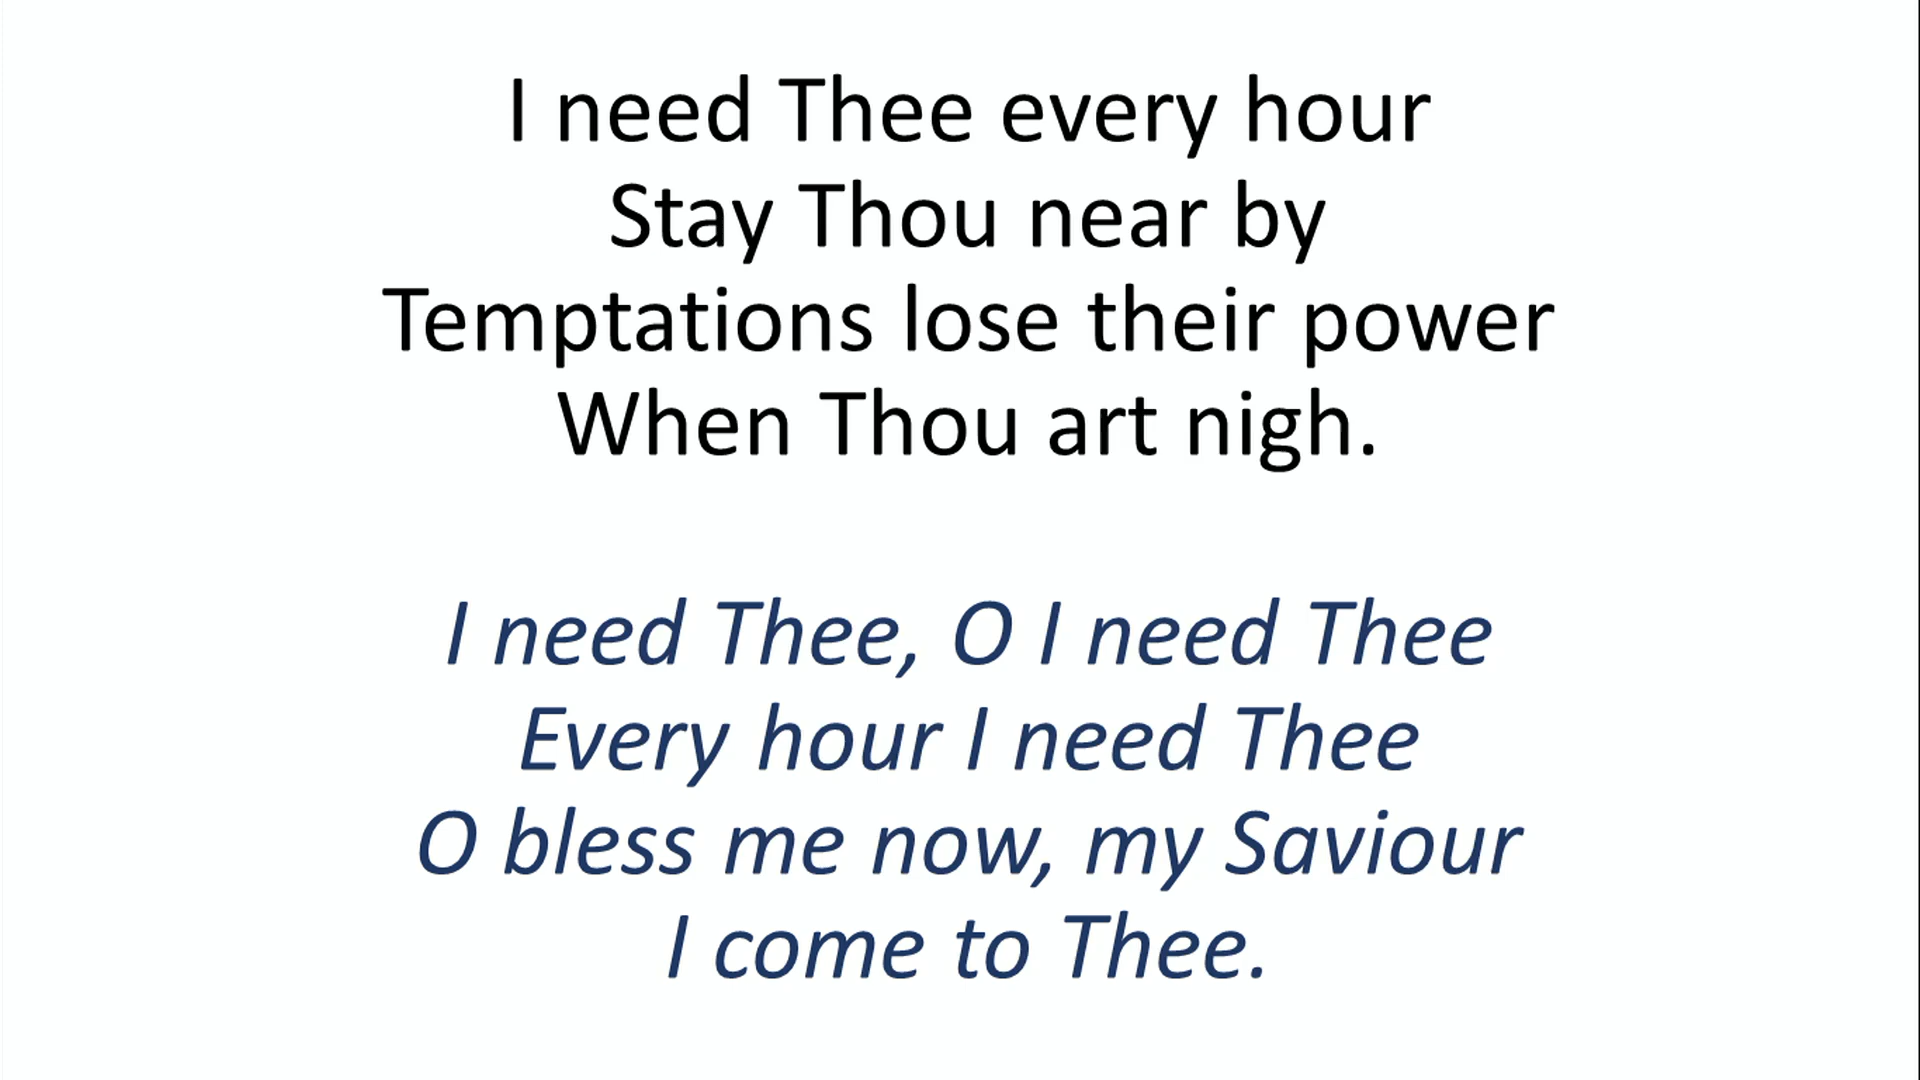 I need Thee every hour
Stay Thou near by
Temptations lose their power
When Thou art nigh.
I need Thee, O I need Thee
Every hour I need Thee
O bless me now, my Saviour
I come to Thee.